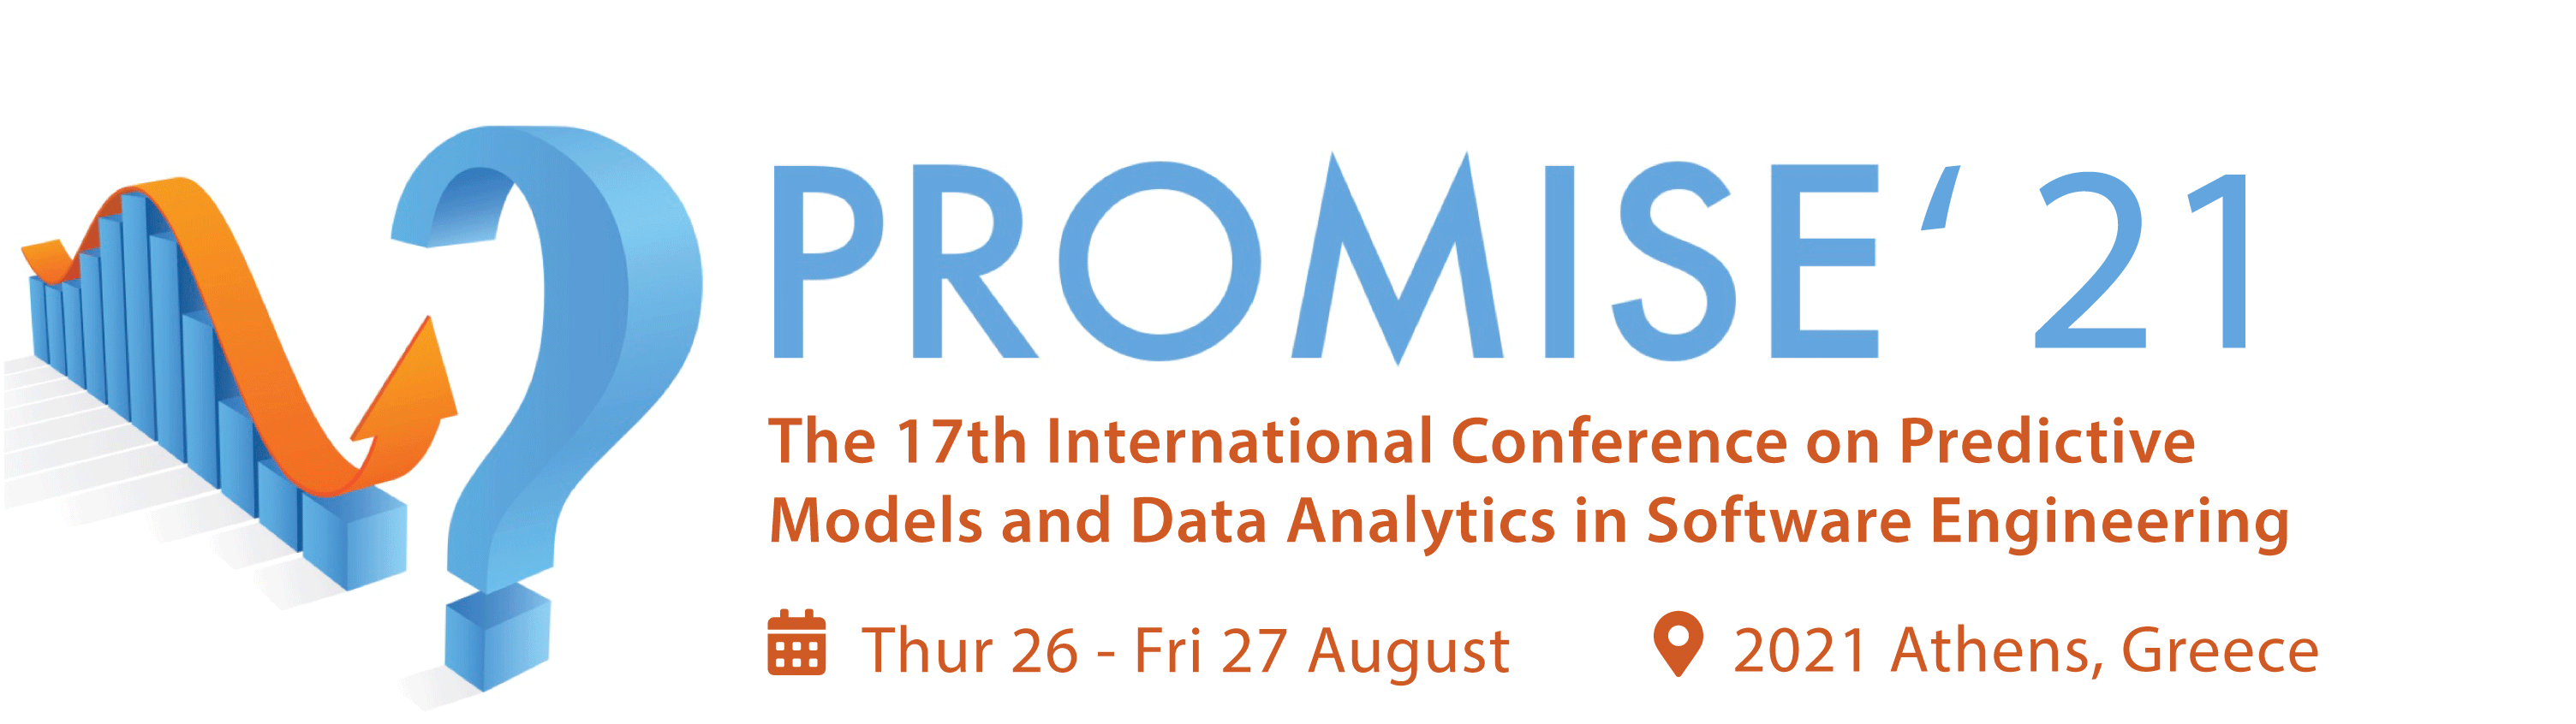 PROMISE ‘ 21
The 17th International Conference on Predictive
Models and Data Analytics in Software Engineering
Thur 26 - Fri 27 August
2021 Athens, Greece